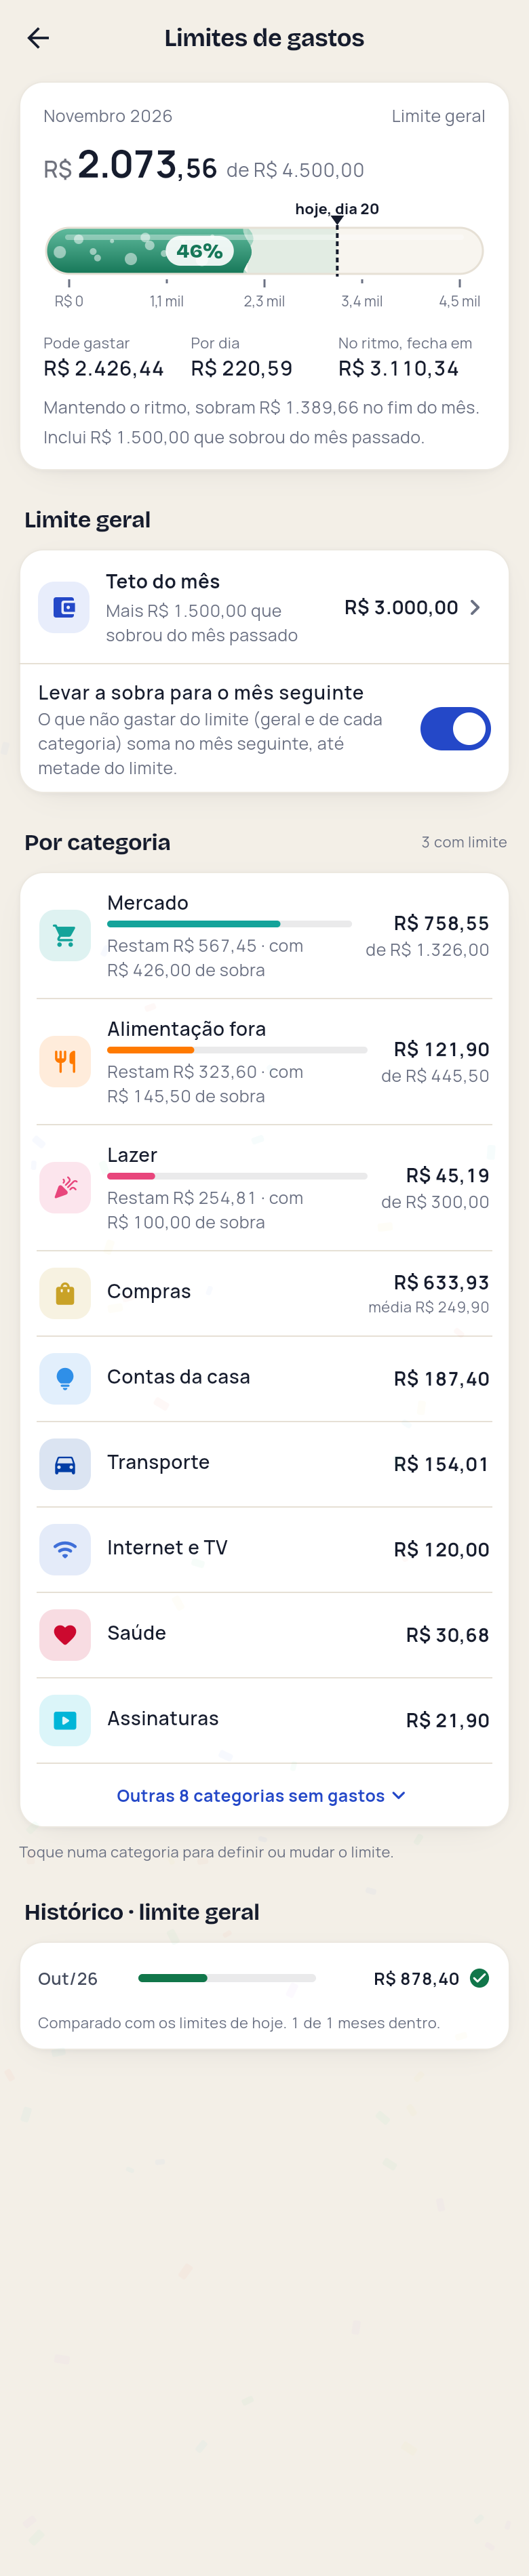 Limites de gastos
Novembro 2026
Limite geral
R$ 2.073,56 de R$ 4.500,00
hoje, dia 20
46%
R$ 0
1,1 mil
2,3 mil
3,4 mil
4,5 mil
Pode gastar
Por dia
No ritmo, fecha em
R$ 2.426,44
R$ 220,59
R$ 3.110,34
Mantendo o ritmo, sobram R$ 1.389,66 no fim do mês.
Inclui R$ 1.500,00 que sobrou do mês passado.
Limite geral
Teto do mês
Mais R$ 1.500,00 que
sobrou do mês passado
R$ 3.000,00
Levar a sobra para o mês seguinte
O que não gastar do limite (geral e de cada
categoria) soma no mês seguinte, até
metade do limite.
Por categoria
3 com limite
Mercado
Restam R$ 567,45 · com
R$ 426,00 de sobra
R$ 758,55
de R$ 1.326,00
Alimentação fora
Restam R$ 323,60 · com
R$ 145,50 de sobra
R$ 121,90
de R$ 445,50
Lazer
Restam R$ 254,81 · com
R$ 100,00 de sobra
R$ 45,19
de R$ 300,00
Compras
R$ 633,93
média R$ 249,90
Contas da casa
R$ 187,40
Transporte
R$ 154,01
Internet e TV
R$ 120,00
Saúde
R$ 30,68
Assinaturas
R$ 21,90
Outras 8 categorias sem gastos
Toque numa categoria para definir ou mudar o limite.
Histórico · limite geral
Out/26
R$ 878,40
Comparado com os limites de hoje. 1 de 1 meses dentro.